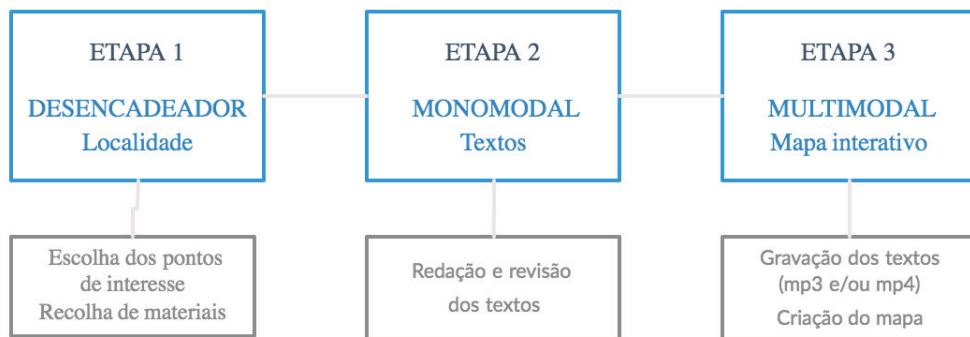 ETAPA 1
DESENCADEADOR
Localidade
ETAPA 2
MONOMODAL
Textos
ETAPA 3
MULTIMODAL
Mapa interativo
Escolha dos pontos
de interesse
Recolha de materiais
Redação e revisão
dos textos
Gravação dos textos
(mp3 e/ou mp4)
Criação do mapa